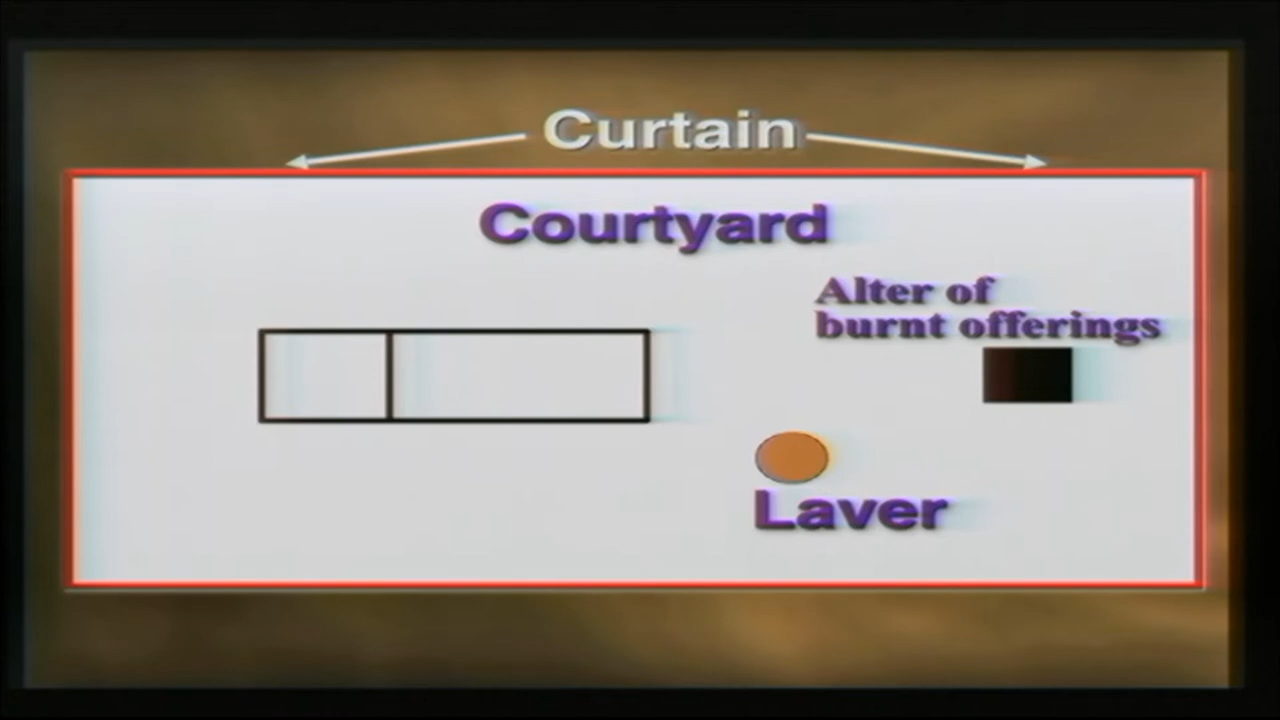 Curtain
Courtyard
Alter of
burnt offerings
Laver